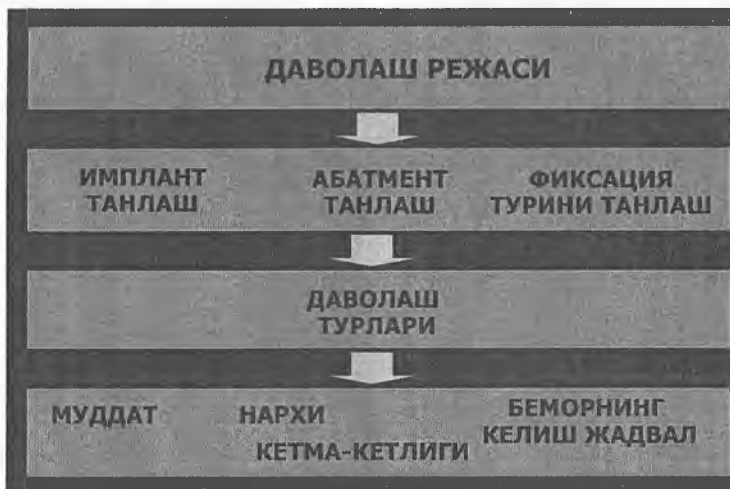 ДАВОЛАШ РЕЖАСИ
ИМПЛАНТ ТАНЛАШ
АБАТМЕНТ ТАНЛАШ
ФИКСАЦИЯ ТУРИНИ ТАНЛАШ
ДАВОЛАШ
ТУРЛАРИ
МУДДАТ
НАРХИ
КЕТМА-КЕТЛИГИ
БЕМОРНИНГ
КЕЛИШ ЖАДВАЛ